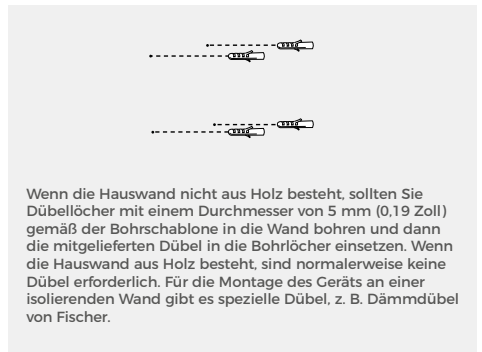 Wenn die Hauswand nicht aus Holz besteht, sollten Sie
Dübellöcher mit einem Durchmesser von 5 mm (0,19 Zoll)
gemäß der Bohrschablone in die Wand bohren und dann
die mitgelieferten Dübel in die Bohrlöcher einsetzen. Wenn
die Hauswand aus Holz besteht, sind normalerweise keine
Dübel erforderlich. Für die Montage des Geräts an einer
isolierenden Wand gibt es spezielle Dübel, z. B. Dämmdübel
von Fischer.